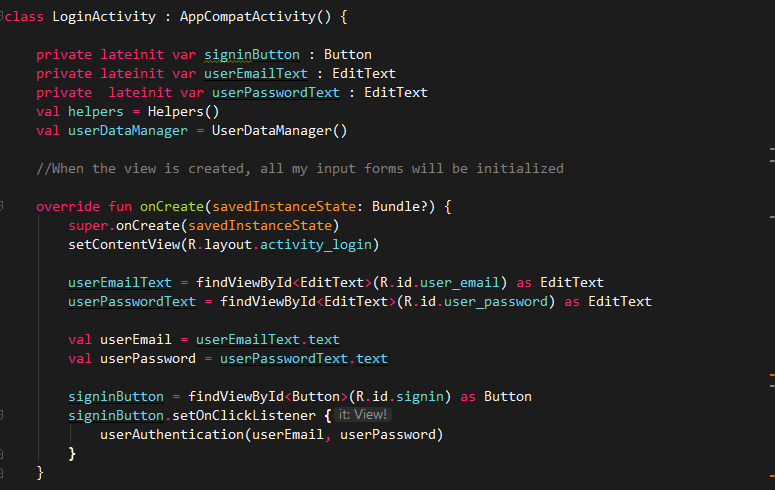 class LoginActivity : AppCompatActivity() {
private lateinit var signinButton : Button
private lateinit var userEmailText : EditText
private  lateinit var userPasswordText : EditText
val helpers = Helpers()
val userDataManager = UserDataManager()
//When the view is created, all my input forms will be initialized
override fun onCreate(savedInstanceState: Bundle?) {
super.onCreate(savedInstanceState)
setContentView(R.layout.activity_login)
userEmailText = findViewById<EditText>(R.id.user_email) as EditText
userPasswordText = findViewById<EditText>(R.id.user_password) as EditText
val userEmail = userEmailText.text
val userPassword = userPasswordText.text
signinButton = findViewById<Button>(R.id.signin) as Button
signinButton.setOnClickListener { it: View!
userAuthentication(userEmail, userPassword)
}
}